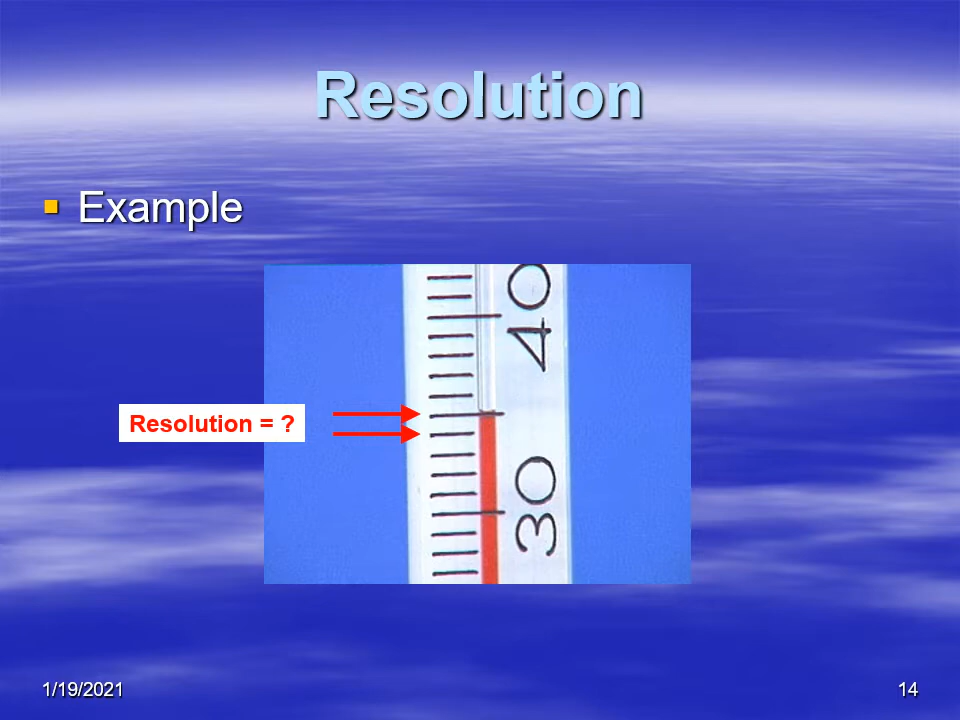 Resolution
Example
40
Resolution = ?
30
1/19/2021
14